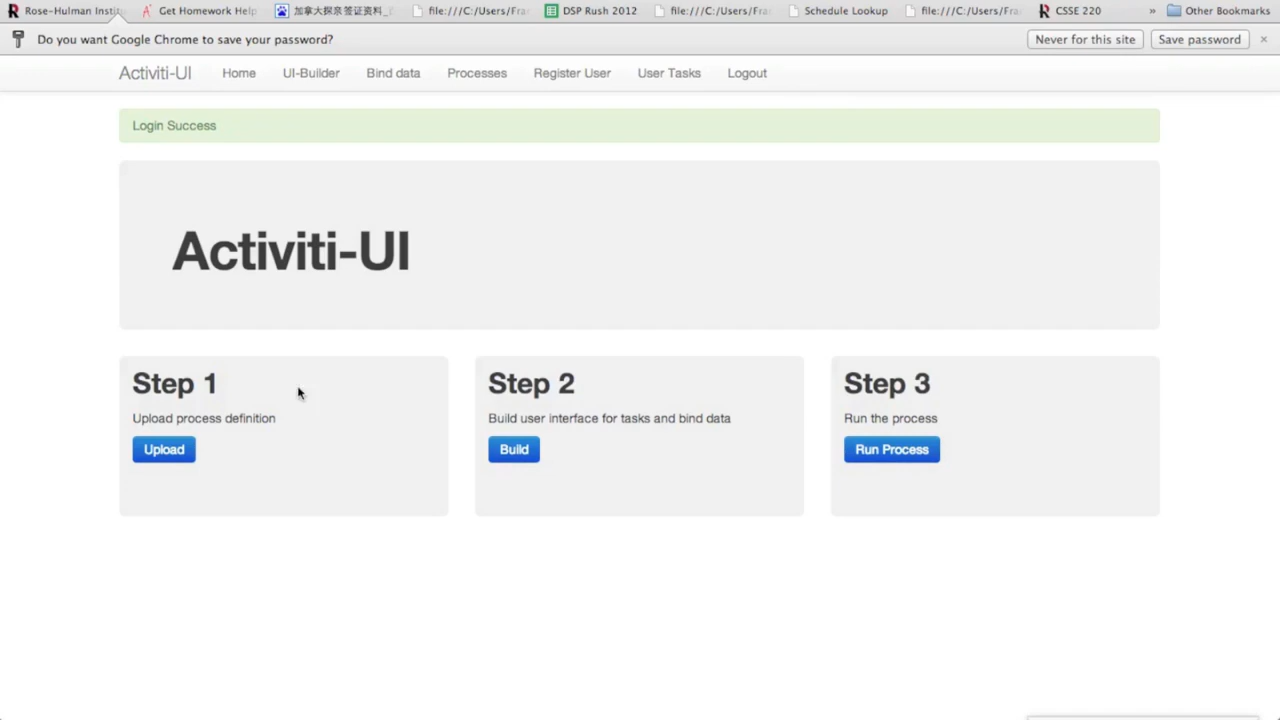 Rose-Hulman Instit
Get Homework Help
加拿大探亲签证资料_
file:///C:/Users/Fra
DSP Rush 2012
file:///C:/Users/Fra
Schedule Lookup
file:///C:/Users/Fra
CSSE 220
»
Other Bookmarks
Do you want Google Chrome to save your password?
Never for this site
Save password
×
Activiti-UI
Home
UI-Builder
Bind data
Processes
Register User
User Tasks
Logout
Login Success
Activiti-UI
Step 1
Upload process definition
Upload
Step 2
Build user interface for tasks and bind data
Build
Step 3
Run the process
Run Process